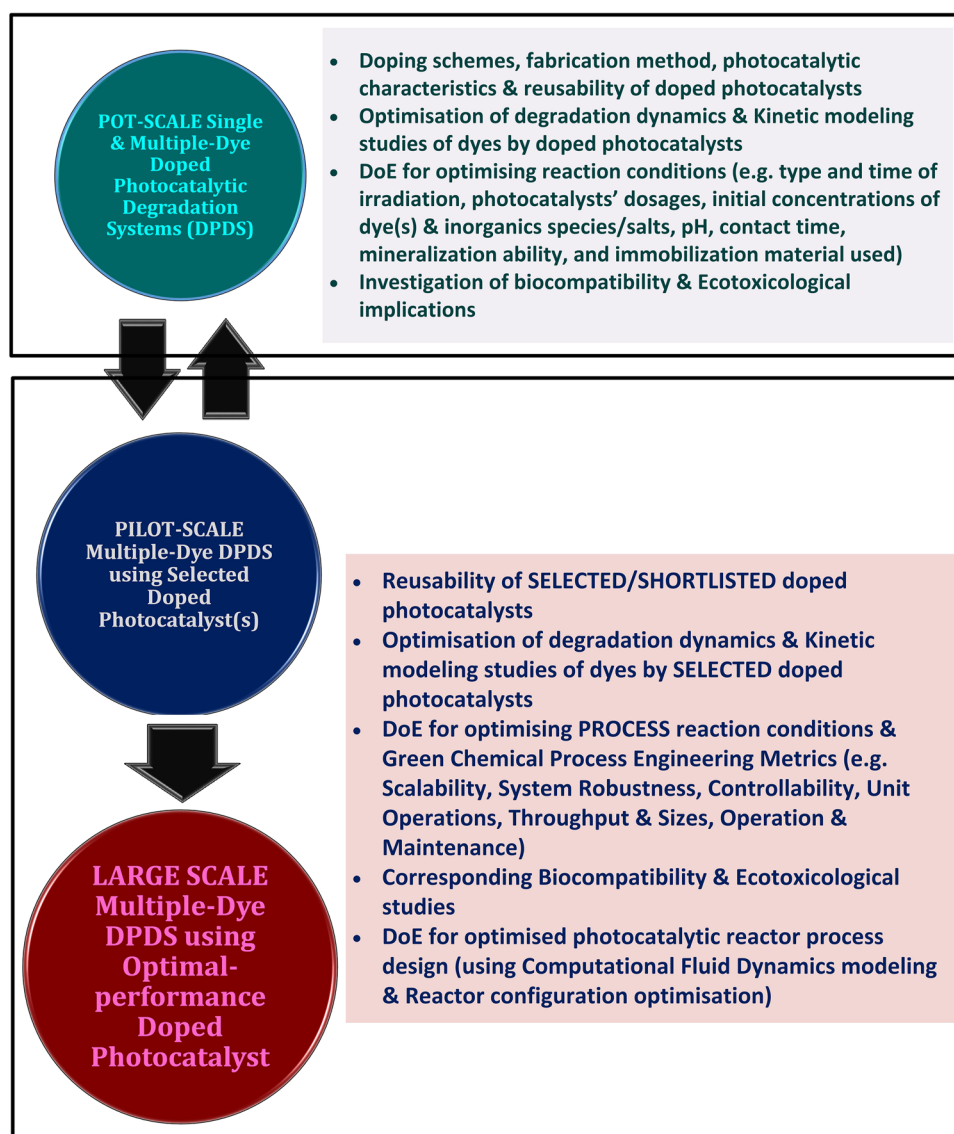 POT-SCALE Single
& Multiple-Dye
Doped
Photocatalytic
Degradation
Systems (DPDS)
• Doping schemes, fabrication method, photocatalytic
characteristics & reusability of doped photocatalysts
• Optimisation of degradation dynamics & Kinetic modeling
studies of dyes by doped photocatalysts
• DoE for optimising reaction conditions (e.g. type and time of
irradiation, photocatalysts’ dosages, initial concentrations of
dye(s) & inorganics species/salts, pH, contact time,
mineralization ability, and immobilization material used)
• Investigation of biocompatibility & Ecotoxicological
implications
PILOT-SCALE
Multiple-Dye DPDS
using Selected
Doped
Photocatalyst(s)
• Reusability of SELECTED/SHORTLISTED doped
photocatalysts
• Optimisation of degradation dynamics & Kinetic
modeling studies of dyes by SELECTED doped
photocatalysts
• DoE for optimising PROCESS reaction conditions &
Green Chemical Process Engineering Metrics (e.g.
Scalability, System Robustness, Controllability, Unit
Operations, Throughput & Sizes, Operation &
Maintenance)
• Corresponding Biocompatibility & Ecotoxicological
studies
• DoE for optimised photocatalytic reactor process
design (using Computational Fluid Dynamics modeling
& Reactor configuration optimisation)
LARGE SCALE
Multiple-Dye
DPDS using
Optimal-
performance
Doped
Photocatalyst